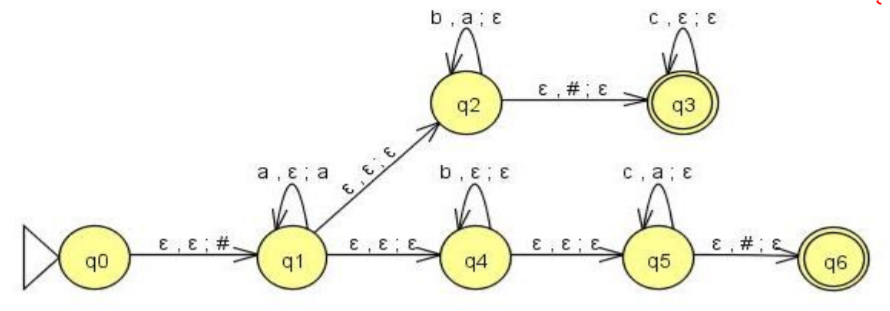 b , a ; ε
c , ε ; ε
q2
ε , # ; ε
q3
ε , ε ; ε
a , ε ; a
b , ε ; ε
c , a ; ε
q0
ε , ε ; #
q1
ε , ε ; ε
q4
ε , ε ; ε
q5
ε , # ; ε
q6